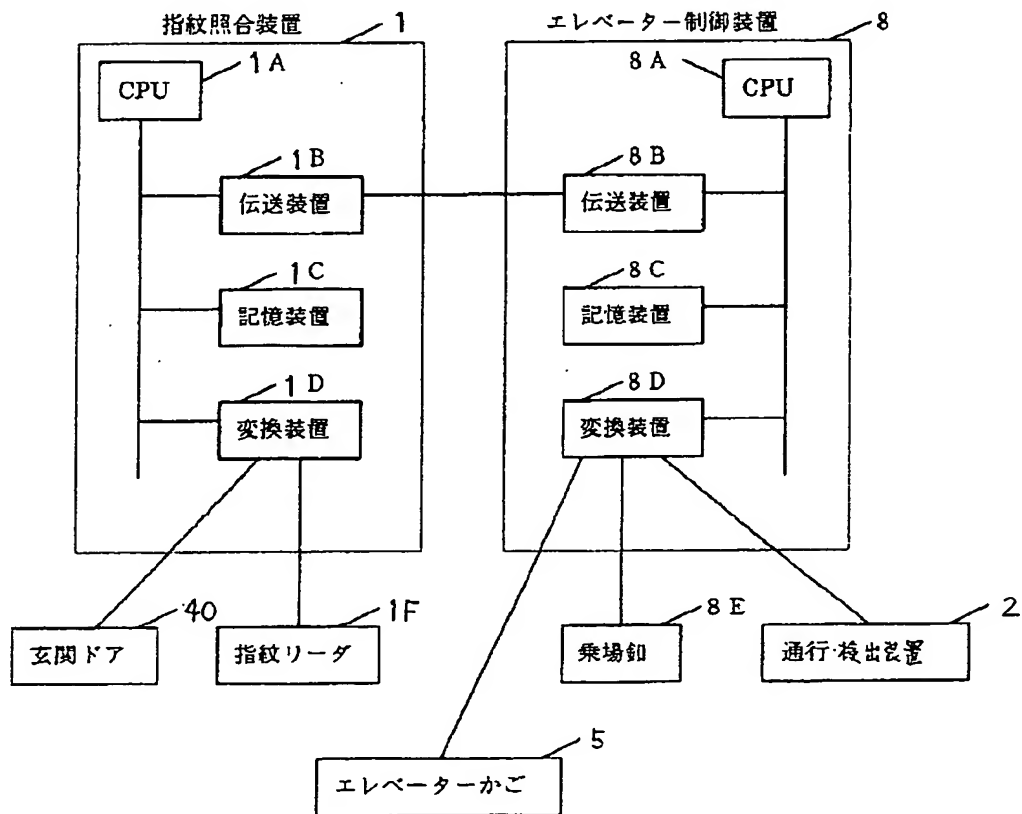 指紋照合装置 1
エレベーター制御装置 8
1A
CPU
8A
CPU
1B
伝送装置
8B
伝送装置
1C
記憶装置
8C
記憶装置
1D
変換装置
8D
変換装置
40
玄関ドア
1F
指紋リーダ
8E
乗場釦
2
通行・検出装置
5
エレベーターかご